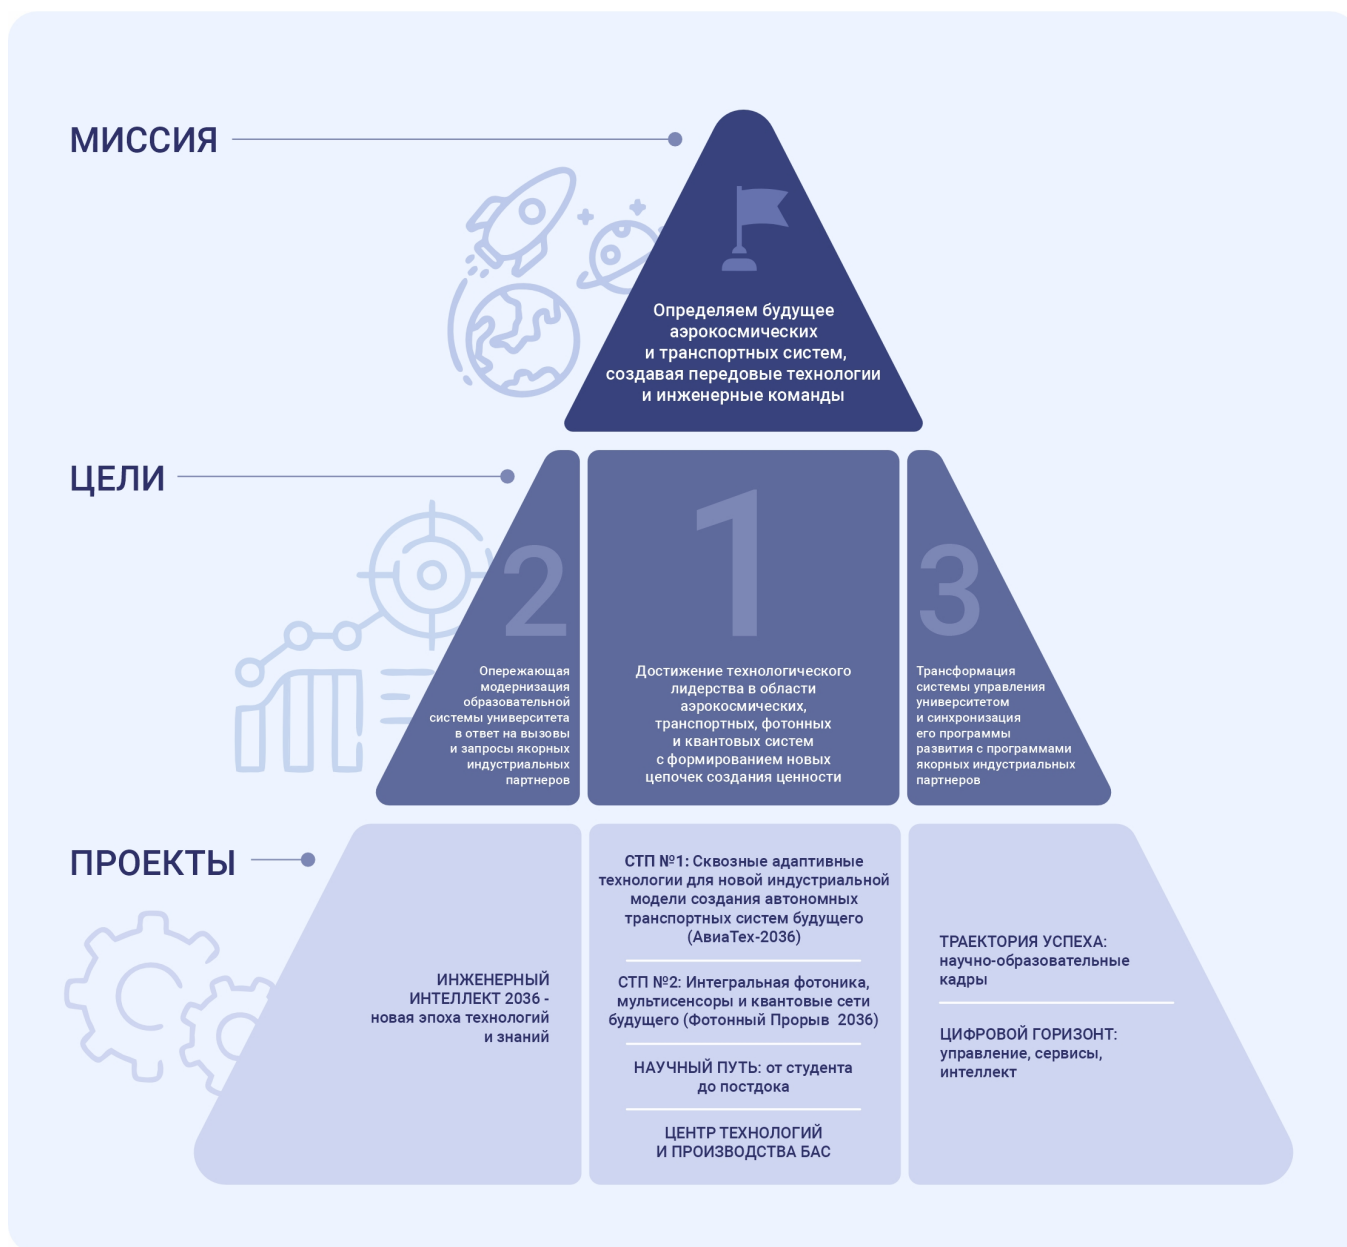 МИССИЯ
Определяем будущее
аэрокосмических
и транспортных систем,
создавая передовые технологии
и инженерные команды
ЦЕЛИ
2
Опережающая
модернизация
образовательной
системы университета
в ответ на вызовы
и запросы якорных
индустриальных
партнеров
1
Достижение технологического
лидерства в области
аэрокосмических,
транспортных, фотонных
и квантовых систем
с формированием новых
цепочек создания ценности
3
Трансформация
системы управления
университетом
и синхронизация
его программы
развития с программами
якорных индустриальных
партнеров
ПРОЕКТЫ
ИНЖЕНЕРНЫЙ
ИНТЕЛЛЕКТ 2036 -
новая эпоха технологий
и знаний
СТП №1: Сквозные адаптивные
технологии для новой индустриальной
модели создания автономных
транспортных систем будущего
(АвиаТех-2036)
СТП №2: Интегральная фотоника,
мультисенсоры и квантовые сети
будущего (Фотонный Прорыв  2036)
НАУЧНЫЙ ПУТЬ: от студента
до постдока
ЦЕНТР ТЕХНОЛОГИЙ
И ПРОИЗВОДСТВА БАС
ТРАЕКТОРИЯ УСПЕХА:
научно-образовательные
кадры
ЦИФРОВОЙ ГОРИЗОНТ:
управление, сервисы,
интеллект